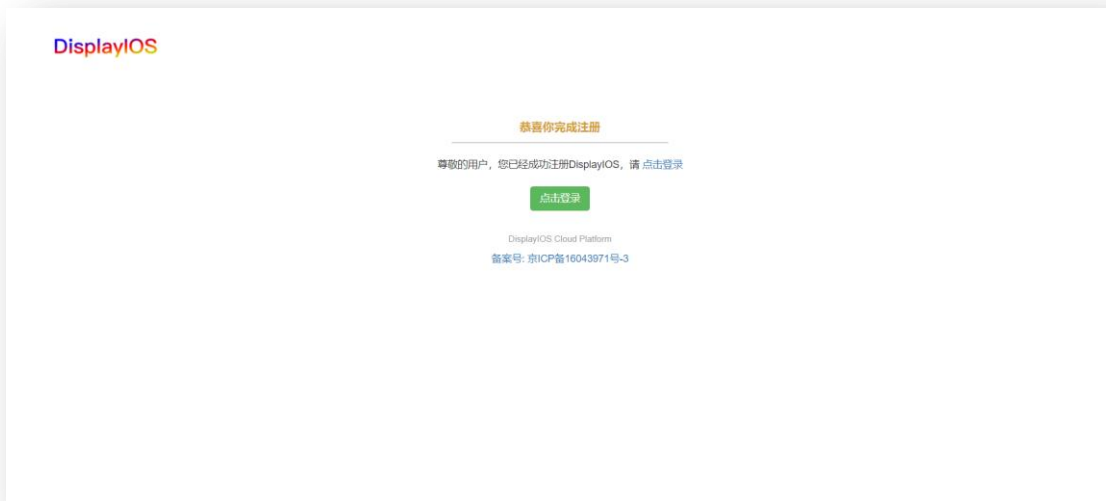 DisplayIOS
恭喜你完成注册
尊敬的用户，您已经成功注册DisplayIOS，请 点击登录
点击登录
DisplayIOS Cloud Platform
备案号: 京ICP备16043971号-3